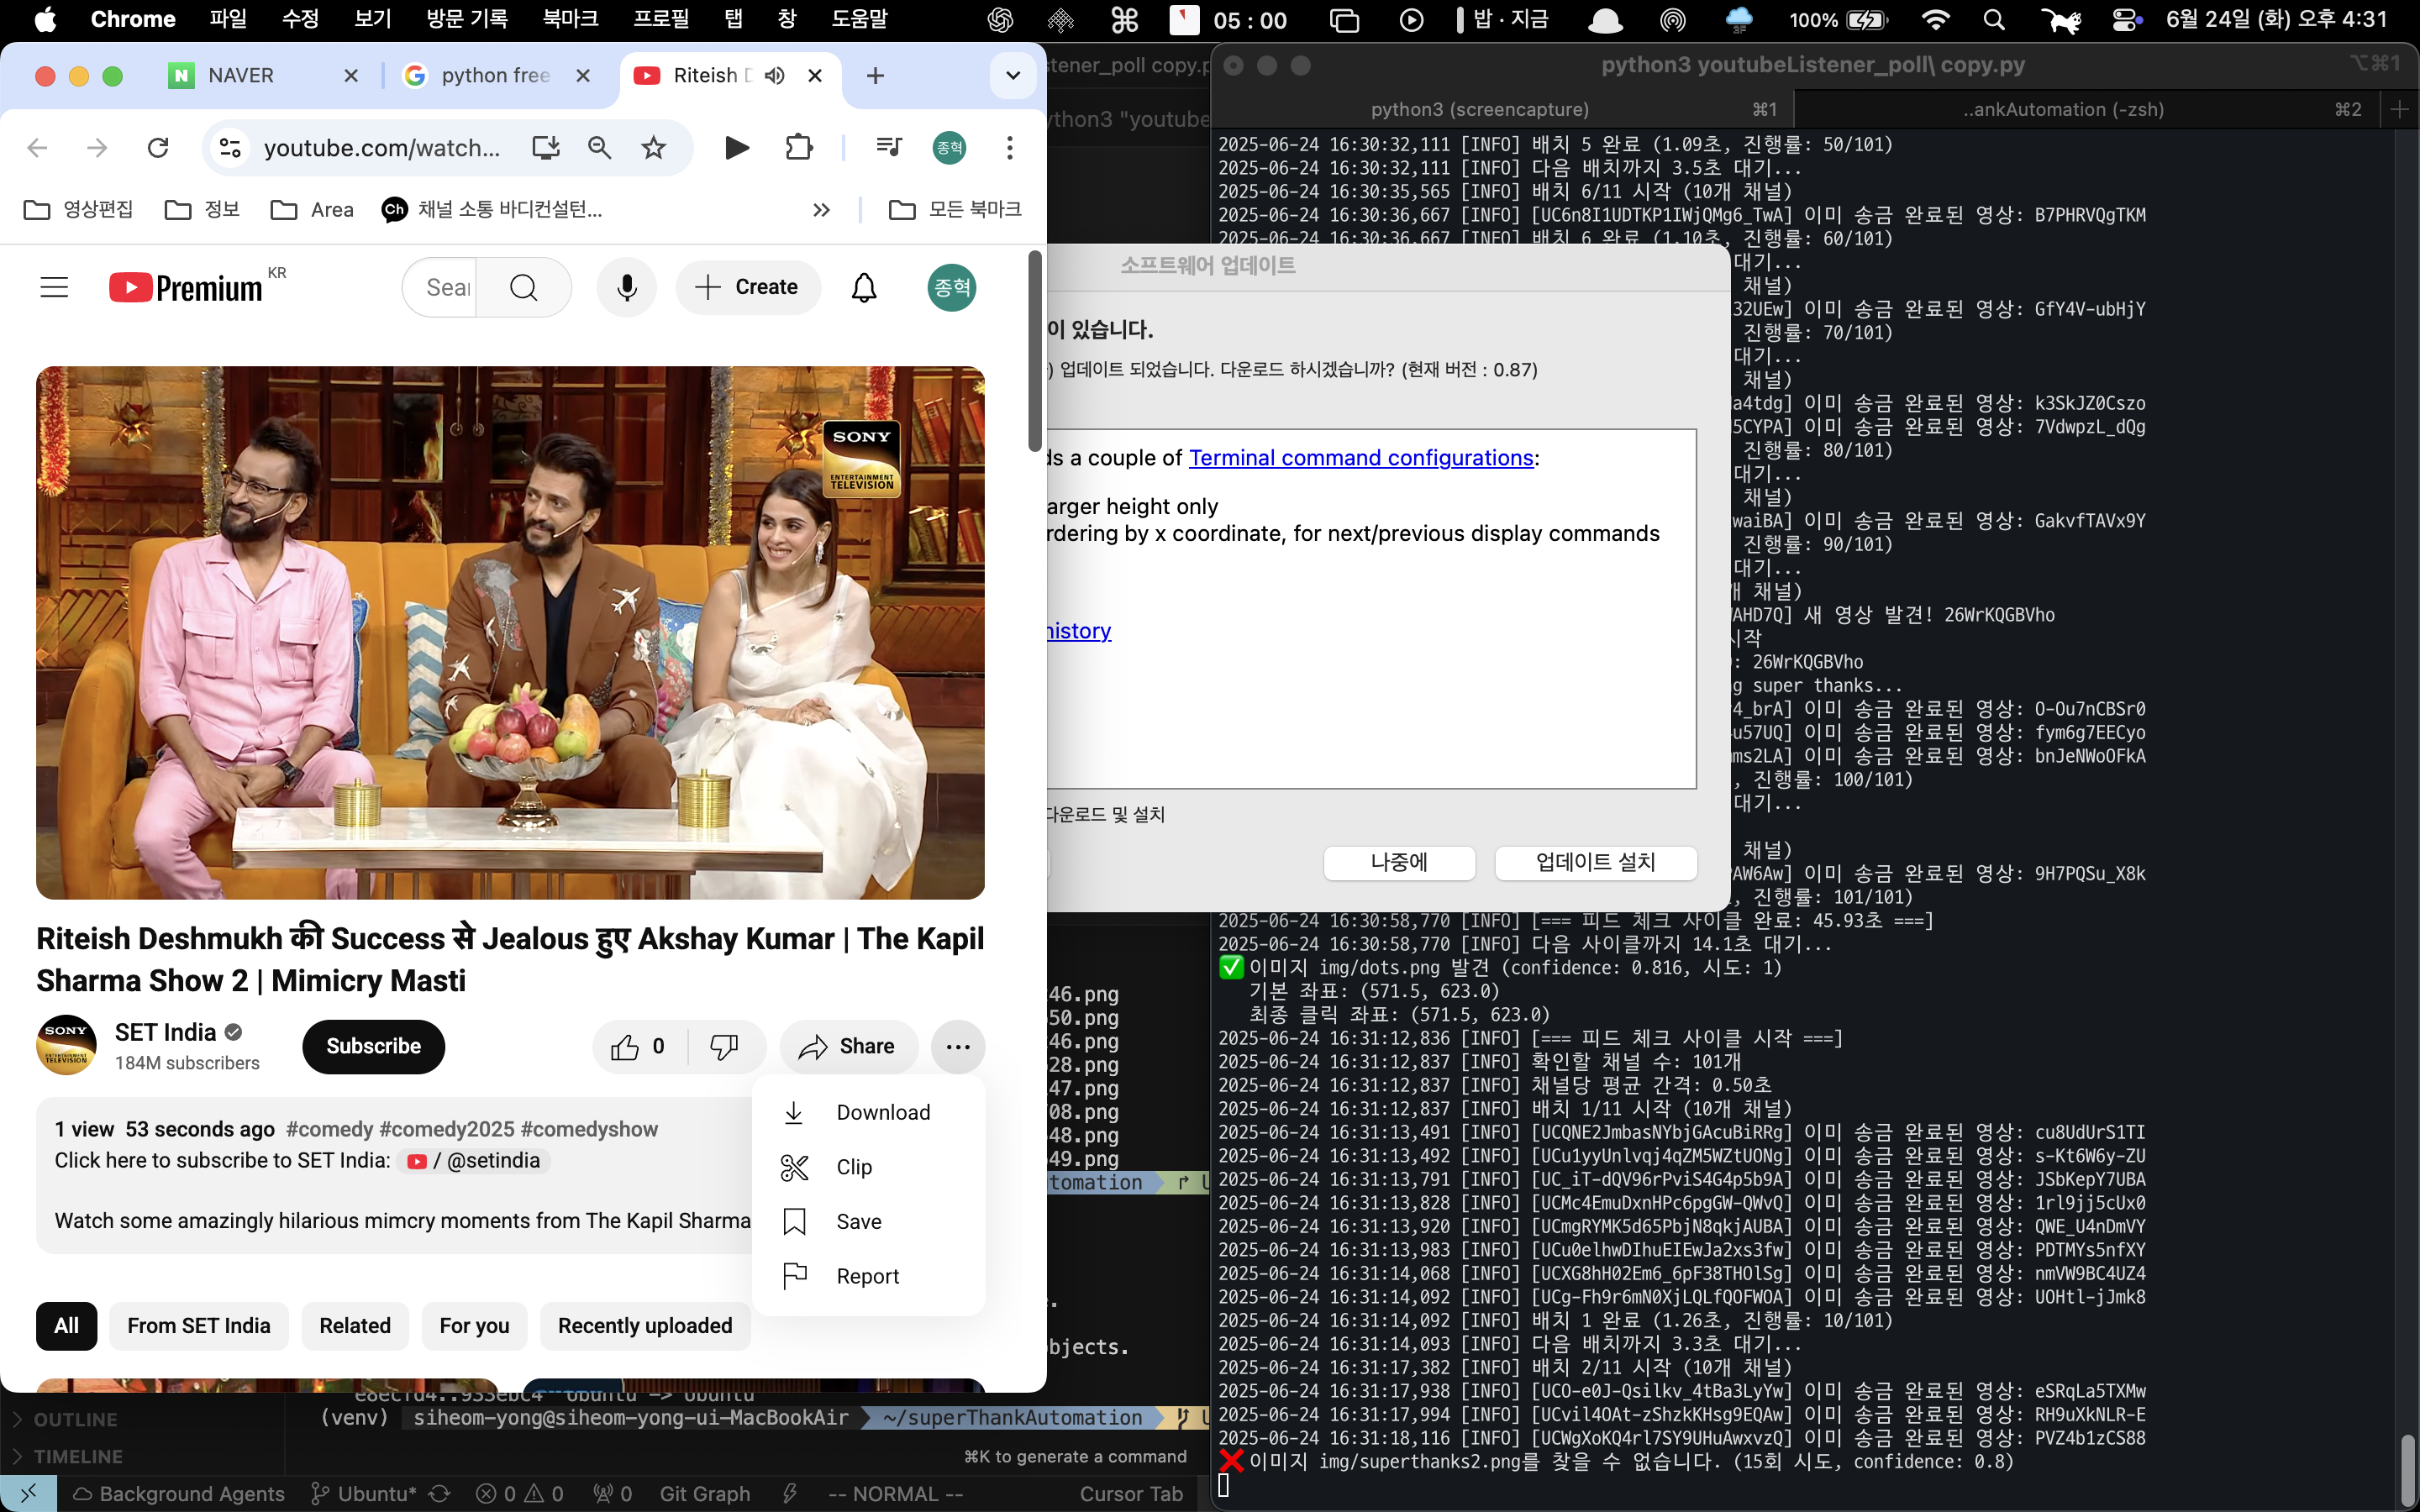 Chrome 파일 수정 보기 방문 기록 북마크 프로필 탭 창 도움말 05 : 00 밥 · 지금 100% 6월 24일 (화) 오후 4:31
NAVER python free Riteish D
youtube.com/watch... 종혁
영상편집 정보 Area Ch 채널 소통 바디컨설턴... » 모든 북마크
Premium KR Sear Create 종혁
SONY
ENTERTAINMENT
TELEVISION
Riteish Deshmukh की Success से Jealous हुए Akshay Kumar | The Kapil
Sharma Show 2 | Mimicry Masti
SET India
184M subscribers
Subscribe 0 Share
Download
Clip
Save
Report
1 view 53 seconds ago #comedy #comedy2025 #comedyshow
Click here to subscribe to SET India: / @setindia
Watch some amazingly hilarious mimcry moments from The Kapil Sharma
All From SET India Related For you Recently uploaded
stener_poll copy.p
ython3 "youtube
소프트웨어 업데이트
이 있습니다.
) 업데이트 되었습니다. 다운로드 하시겠습니까? (현재 버전 : 0.87)
ds a couple of Terminal command configurations:
arger height only
rdering by x coordinate, for next/previous display commands
history
다운로드 및 설치
나중에 업데이트 설치
46.png
50.png
46.png
28.png
47.png
08.png
48.png
49.png
tomation
bjects.
e8ecfd4..933ebc4 Ubuntu -> Ubuntu
(venv) siheom-yong@siheom-yong-ui-MacBookAir ~/superThankAutomation
OUTLINE
TIMELINE
⌘K to generate a command
Background Agents Ubuntu* 0 0 0 Git Graph -- NORMAL -- Cursor Tab
python3 youtubeListener_poll\ copy.py ⌥⌘1
python3 (screencapture) ⌘1 ..ankAutomation (-zsh) ⌘2
2025-06-24 16:30:32,111 [INFO] 배치 5 완료 (1.09초, 진행률: 50/101)
2025-06-24 16:30:32,111 [INFO] 다음 배치까지 3.5초 대기...
2025-06-24 16:30:35,565 [INFO] 배치 6/11 시작 (10개 채널)
2025-06-24 16:30:36,667 [INFO] [UC6n8I1UDTKP1IWjQMg6_TwA] 이미 송금 완료된 영상: B7PHRVQgTKM
2025-06-24 16:30:36,667 [INFO] 배치 6 완료 (1.10초, 진행률: 60/101)
대기...
채널)
32UEw] 이미 송금 완료된 영상: GfY4V-ubHjY
진행률: 70/101)
대기...
채널)
a4tdg] 이미 송금 완료된 영상: k3SkJZ0Cszo
5CYPA] 이미 송금 완료된 영상: 7VdwpzL_dQg
진행률: 80/101)
대기...
채널)
waiBA] 이미 송금 완료된 영상: GakvfTAVx9Y
진행률: 90/101)
대기...
개 채널)
AHD7Q] 새 영상 발견! 26WrKQGBVho
시작
: 26WrKQGBVho
g super thanks...
4_brA] 이미 송금 완료된 영상: O-Ou7nCBSr0
u57UQ] 이미 송금 완료된 영상: fym6g7EECyo
ms2LA] 이미 송금 완료된 영상: bnJeNWoOFkA
, 진행률: 100/101)
대기...
채널)
AW6Aw] 이미 송금 완료된 영상: 9H7PQSu_X8k
, 진행률: 101/101)
2025-06-24 16:30:58,770 [INFO] [=== 피드 체크 사이클 완료: 45.93초 ===]
2025-06-24 16:30:58,770 [INFO] 다음 사이클까지 14.1초 대기...
✅이미지 img/dots.png 발견 (confidence: 0.816, 시도: 1)
기본 좌표: (571.5, 623.0)
최종 클릭 좌표: (571.5, 623.0)
2025-06-24 16:31:12,836 [INFO] [=== 피드 체크 사이클 시작 ===]
2025-06-24 16:31:12,837 [INFO] 확인할 채널 수: 101개
2025-06-24 16:31:12,837 [INFO] 채널당 평균 간격: 0.50초
2025-06-24 16:31:12,837 [INFO] 배치 1/11 시작 (10개 채널)
2025-06-24 16:31:13,491 [INFO] [UCQNE2JmbasNYbjGAcuBiRRg] 이미 송금 완료된 영상: cu8UdUrS1TI
2025-06-24 16:31:13,492 [INFO] [UCu1yyUnlvqj4qZM5WZtUONg] 이미 송금 완료된 영상: s-Kt6W6y-ZU
2025-06-24 16:31:13,791 [INFO] [UC_iT-dQV96rPviS4G4p5b9A] 이미 송금 완료된 영상: JSbKepY7UBA
2025-06-24 16:31:13,828 [INFO] [UCMc4EmuDxnHPc6pgGW-QWvQ] 이미 송금 완료된 영상: 1rl9jj5cUx0
2025-06-24 16:31:13,920 [INFO] [UCmgRYMK5d65PbjN8qkjAUBA] 이미 송금 완료된 영상: QWE_U4nDmVY
2025-06-24 16:31:13,983 [INFO] [UCu0elhwDIhuEIEwJa2xs3fw] 이미 송금 완료된 영상: PDTMYs5nfXY
2025-06-24 16:31:14,068 [INFO] [UCXG8hH02Em6_6pF38THOlSg] 이미 송금 완료된 영상: nmVW9BC4UZ4
2025-06-24 16:31:14,092 [INFO] [UCg-Fh9r6mN0XjLQLfQOFWOA] 이미 송금 완료된 영상: UOHtl-jJmk8
2025-06-24 16:31:14,092 [INFO] 배치 1 완료 (1.26초, 진행률: 10/101)
2025-06-24 16:31:14,093 [INFO] 다음 배치까지 3.3초 대기...
2025-06-24 16:31:17,382 [INFO] 배치 2/11 시작 (10개 채널)
2025-06-24 16:31:17,938 [INFO] [UCO-e0J-Qsilkv_4tBa3LyYw] 이미 송금 완료된 영상: eSRqLa5TXMw
2025-06-24 16:31:17,994 [INFO] [UCvil4OAt-zShzkKHsg9EQAw] 이미 송금 완료된 영상: RH9uXkNLR-E
2025-06-24 16:31:18,116 [INFO] [UCWgXoKQ4rl7SY9UHuAwxvzQ] 이미 송금 완료된 영상: PVZ4b1zCS88
❌이미지 img/superthanks2.png를 찾을 수 없습니다. (15회 시도, confidence: 0.8)